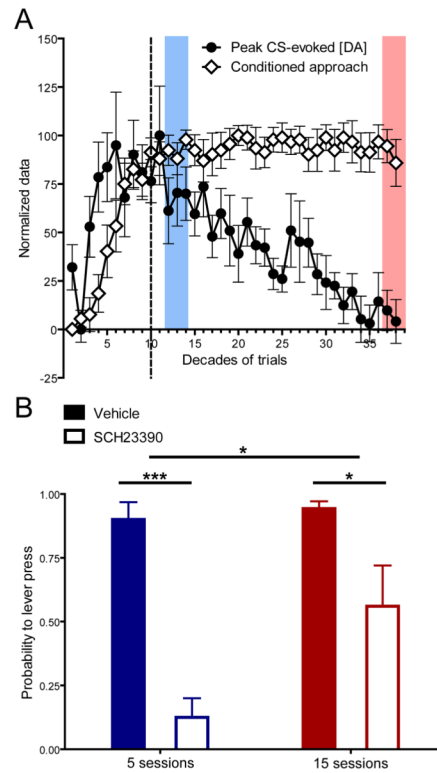 A
150
125
100
75
50
25
0
-25
Normalized data
Peak CS-evoked [DA]
Conditioned approach
5 10 15 20 25 30 35
Decades of trials
B
Vehicle
SCH23390
*
*** *
1.00
0.75
0.50
0.25
0.00
Probability to lever press
5 sessions 15 sessions